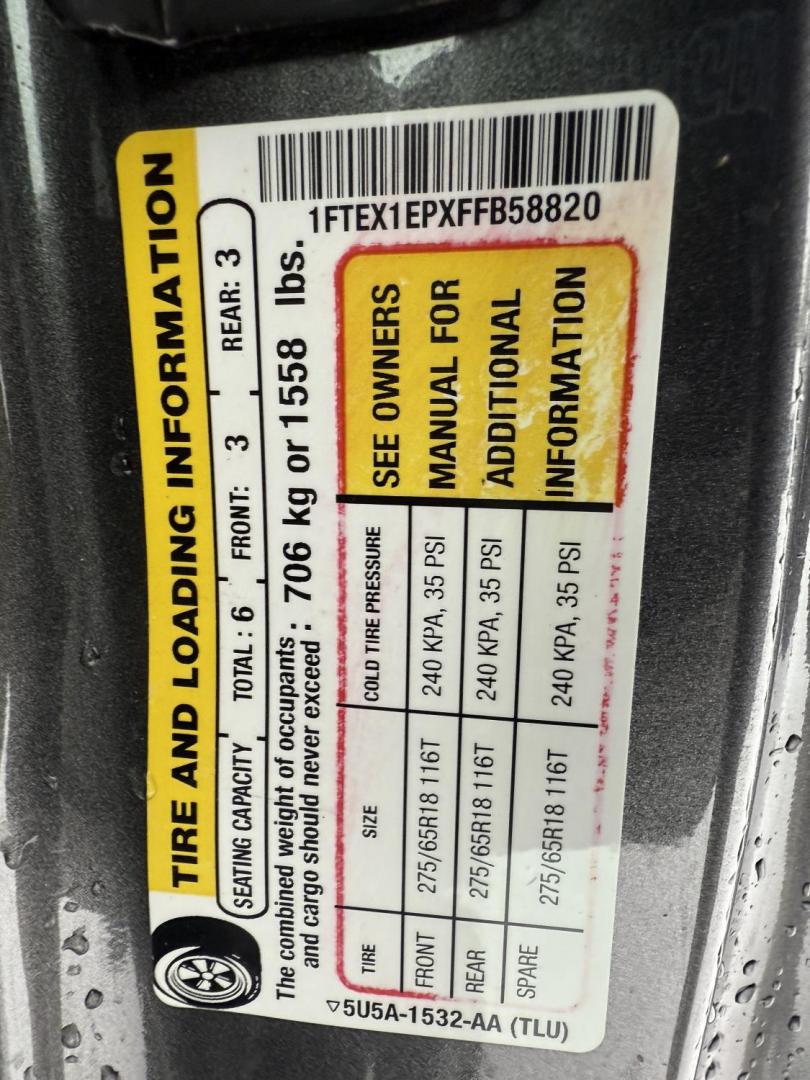 TIRE AND LOADING INFORMATION
SEATING CAPACITY TOTAL : 6 FRONT: 3 REAR: 3
The combined weight of occupants
and cargo should never exceed : 706 kg or 1558 lbs.
TIRE SIZE COLD TIRE PRESSURE
FRONT 275/65R18 116T 240 KPA, 35 PSI
REAR 275/65R18 116T 240 KPA, 35 PSI
SPARE 275/65R18 116T 240 KPA, 35 PSI
SEE OWNERS
MANUAL FOR
ADDITIONAL
INFORMATION
5U5A-1532-AA (TLU)
1FTEX1EPXFFB58820